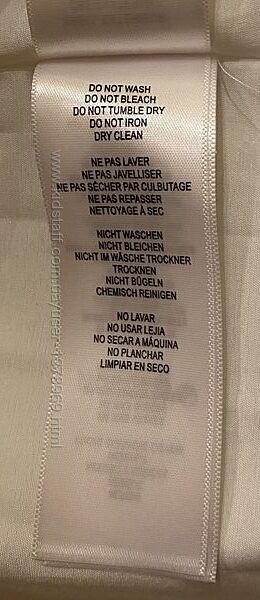 DO NOT WASH
DO NOT BLEACH
DO NOT TUMBLE DRY
DO NOT IRON
DRY CLEAN
NE PAS LAVER
NE PAS JAVELLISER
NE PAS SÈCHER PAR CULBUTAGE
NE PAS REPASSER
NETTOYAGE À SEC
NICHT WASCHEN
NICHT BLEICHEN
NICHT IM WÄSCHE TROCKNER
TROCKNEN
NICHT BÜGELN
CHEMISCH REINIGEN
NO LAVAR
NO USAR LEJIA
NO SECAR A MÁQUINA
NO PLANCHAR
LIMPIAR EN SECO